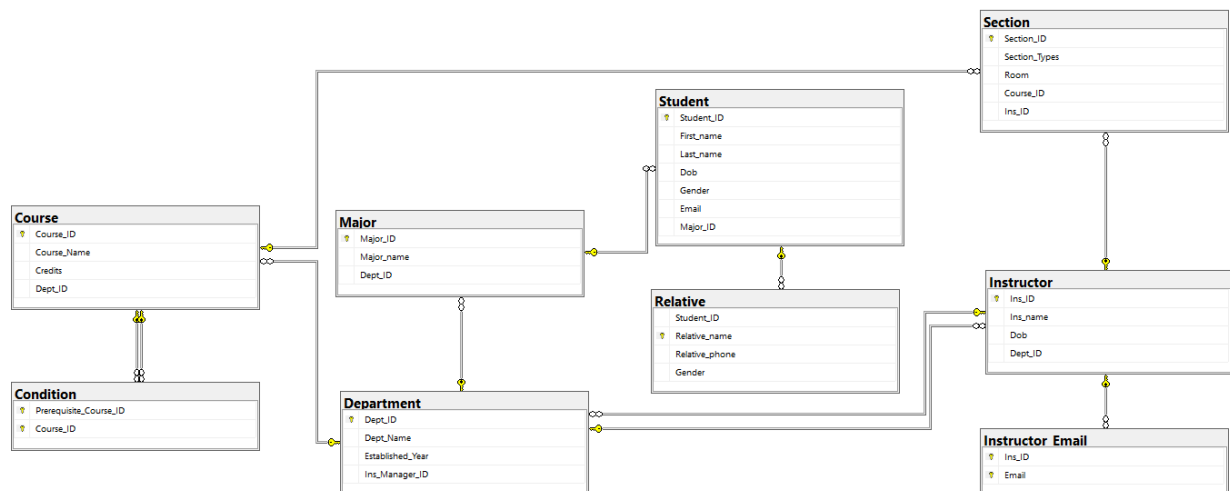 Section
Section_ID
Section_Types
Room
Course_ID
Ins_ID
Student
Student_ID
First_name
Last_name
Dob
Gender
Email
Major_ID
Course
Course_ID
Course_Name
Credits
Dept_ID
Major
Major_ID
Major_name
Dept_ID
Relative
Student_ID
Relative_name
Relative_phone
Gender
Instructor
Ins_ID
Ins_name
Dob
Dept_ID
Condition
Prerequisite_Course_ID
Course_ID
Department
Dept_ID
Dept_Name
Established_Year
Ins_Manager_ID
Instructor_Email
Ins_ID
Email